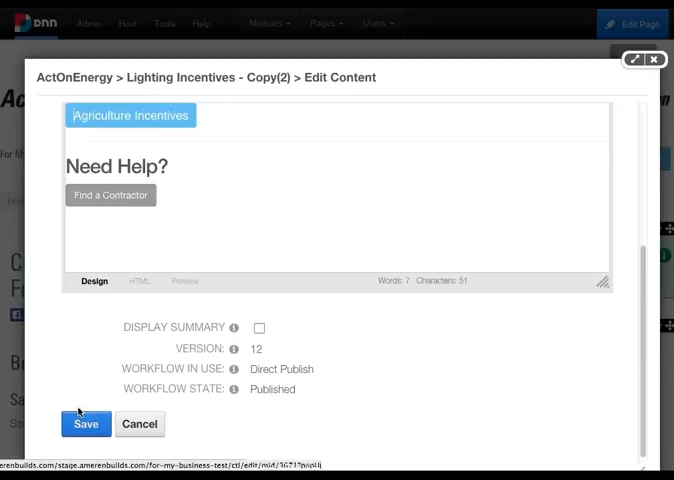 DNN Admin Host Tools Help Modules Pages Users Edit Page
ActOnEnergy > Lighting Incentives - Copy(2) > Edit Content
Agriculture Incentives
For My
Need Help?
Find a Contractor
Design HTML Preview Words: 7 Characters: 51
DISPLAY SUMMARY
VERSION: 12
WORKFLOW IN USE: Direct Publish
WORKFLOW STATE: Published
Save Cancel